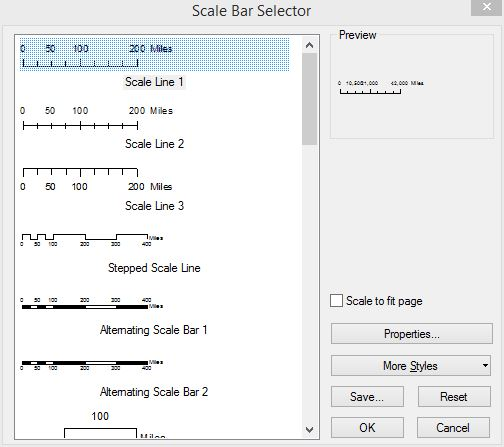 Scale Bar Selector
0 50 100 200 Miles
Scale Line 1
0 50 100 200 Miles
Scale Line 2
0 50 100 200 Miles
Scale Line 3
0 50 100 200 300 400 Miles
Stepped Scale Line
0 50 100 200 300 400 Miles
Alternating Scale Bar 1
0 50 100 200 300 400 Miles
Alternating Scale Bar 2
100
Miles
Preview
0 10,500 21,000 42,000 Miles
Scale to fit page
Properties...
More Styles
Save...
Reset
OK
Cancel